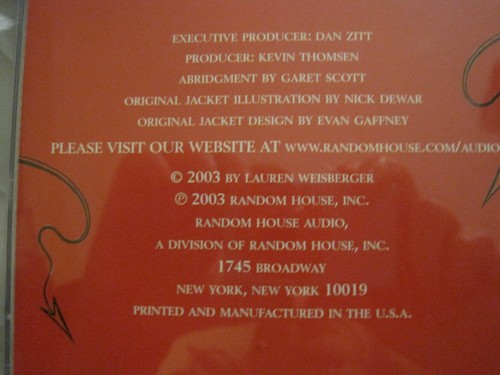 EXECUTIVE PRODUCER: DAN ZITT
PRODUCER: KEVIN THOMSEN
ABRIDGMENT BY GARET SCOTT
ORIGINAL JACKET ILLUSTRATION BY NICK DEWAR
ORIGINAL JACKET DESIGN BY EVAN GAFFNEY
PLEASE VISIT OUR WEBSITE AT WWW.RANDOMHOUSE.COM/AUDIO
© 2003 BY LAUREN WEISBERGER
℗ 2003 RANDOM HOUSE, INC.
RANDOM HOUSE AUDIO,
A DIVISION OF RANDOM HOUSE, INC.
1745 BROADWAY
NEW YORK, NEW YORK 10019
PRINTED AND MANUFACTURED IN THE U.S.A.